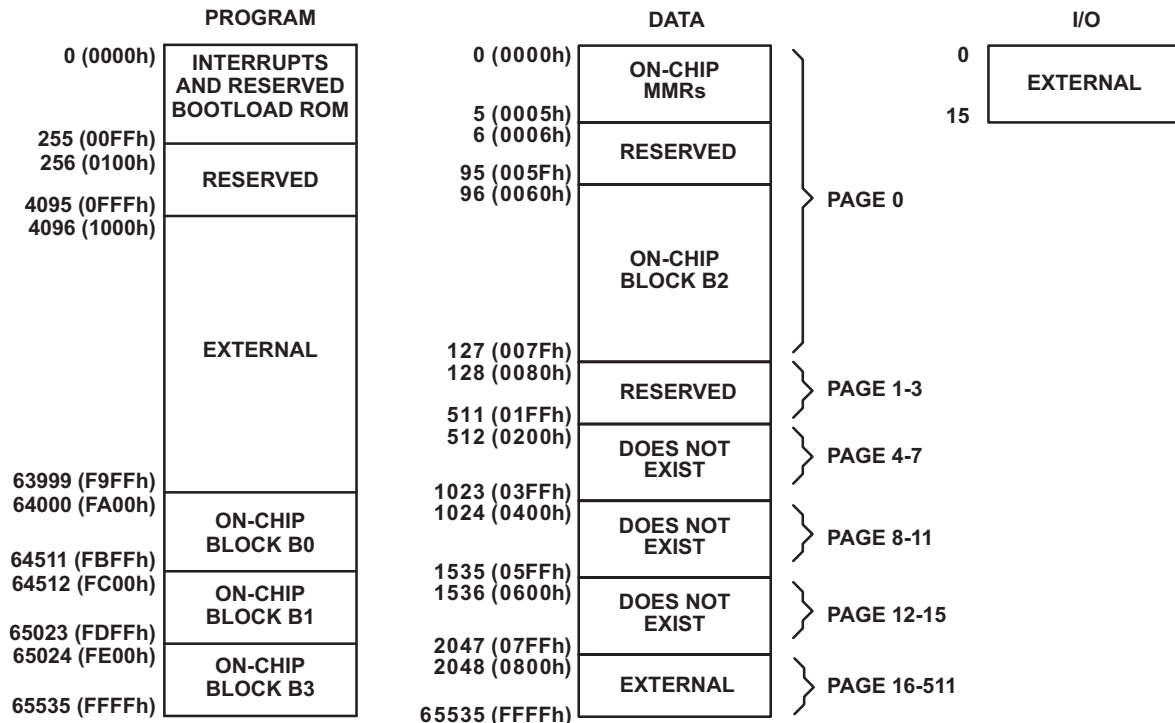 PROGRAM
0 (0000h)
INTERRUPTS
AND RESERVED
BOOTLOAD ROM
255 (00FFh)
256 (0100h)
RESERVED
4095 (0FFFh)
4096 (1000h)
EXTERNAL
63999 (F9FFh)
64000 (FA00h)
ON-CHIP
BLOCK B0
64511 (FBFFh)
64512 (FC00h)
ON-CHIP
BLOCK B1
65023 (FDFFh)
65024 (FE00h)
ON-CHIP
BLOCK B3
65535 (FFFFh)
DATA
0 (0000h)
ON-CHIP
MMRs
5 (0005h)
6 (0006h)
RESERVED
95 (005Fh)
96 (0060h)
ON-CHIP
BLOCK B2
127 (007Fh)
PAGE 0
128 (0080h)
RESERVED
511 (01FFh)
PAGE 1-3
512 (0200h)
DOES NOT
EXIST
1023 (03FFh)
PAGE 4-7
1024 (0400h)
DOES NOT
EXIST
1535 (05FFh)
PAGE 8-11
1536 (0600h)
DOES NOT
EXIST
2047 (07FFh)
PAGE 12-15
2048 (0800h)
EXTERNAL
65535 (FFFFh)
PAGE 16-511
I/O
0
EXTERNAL
15